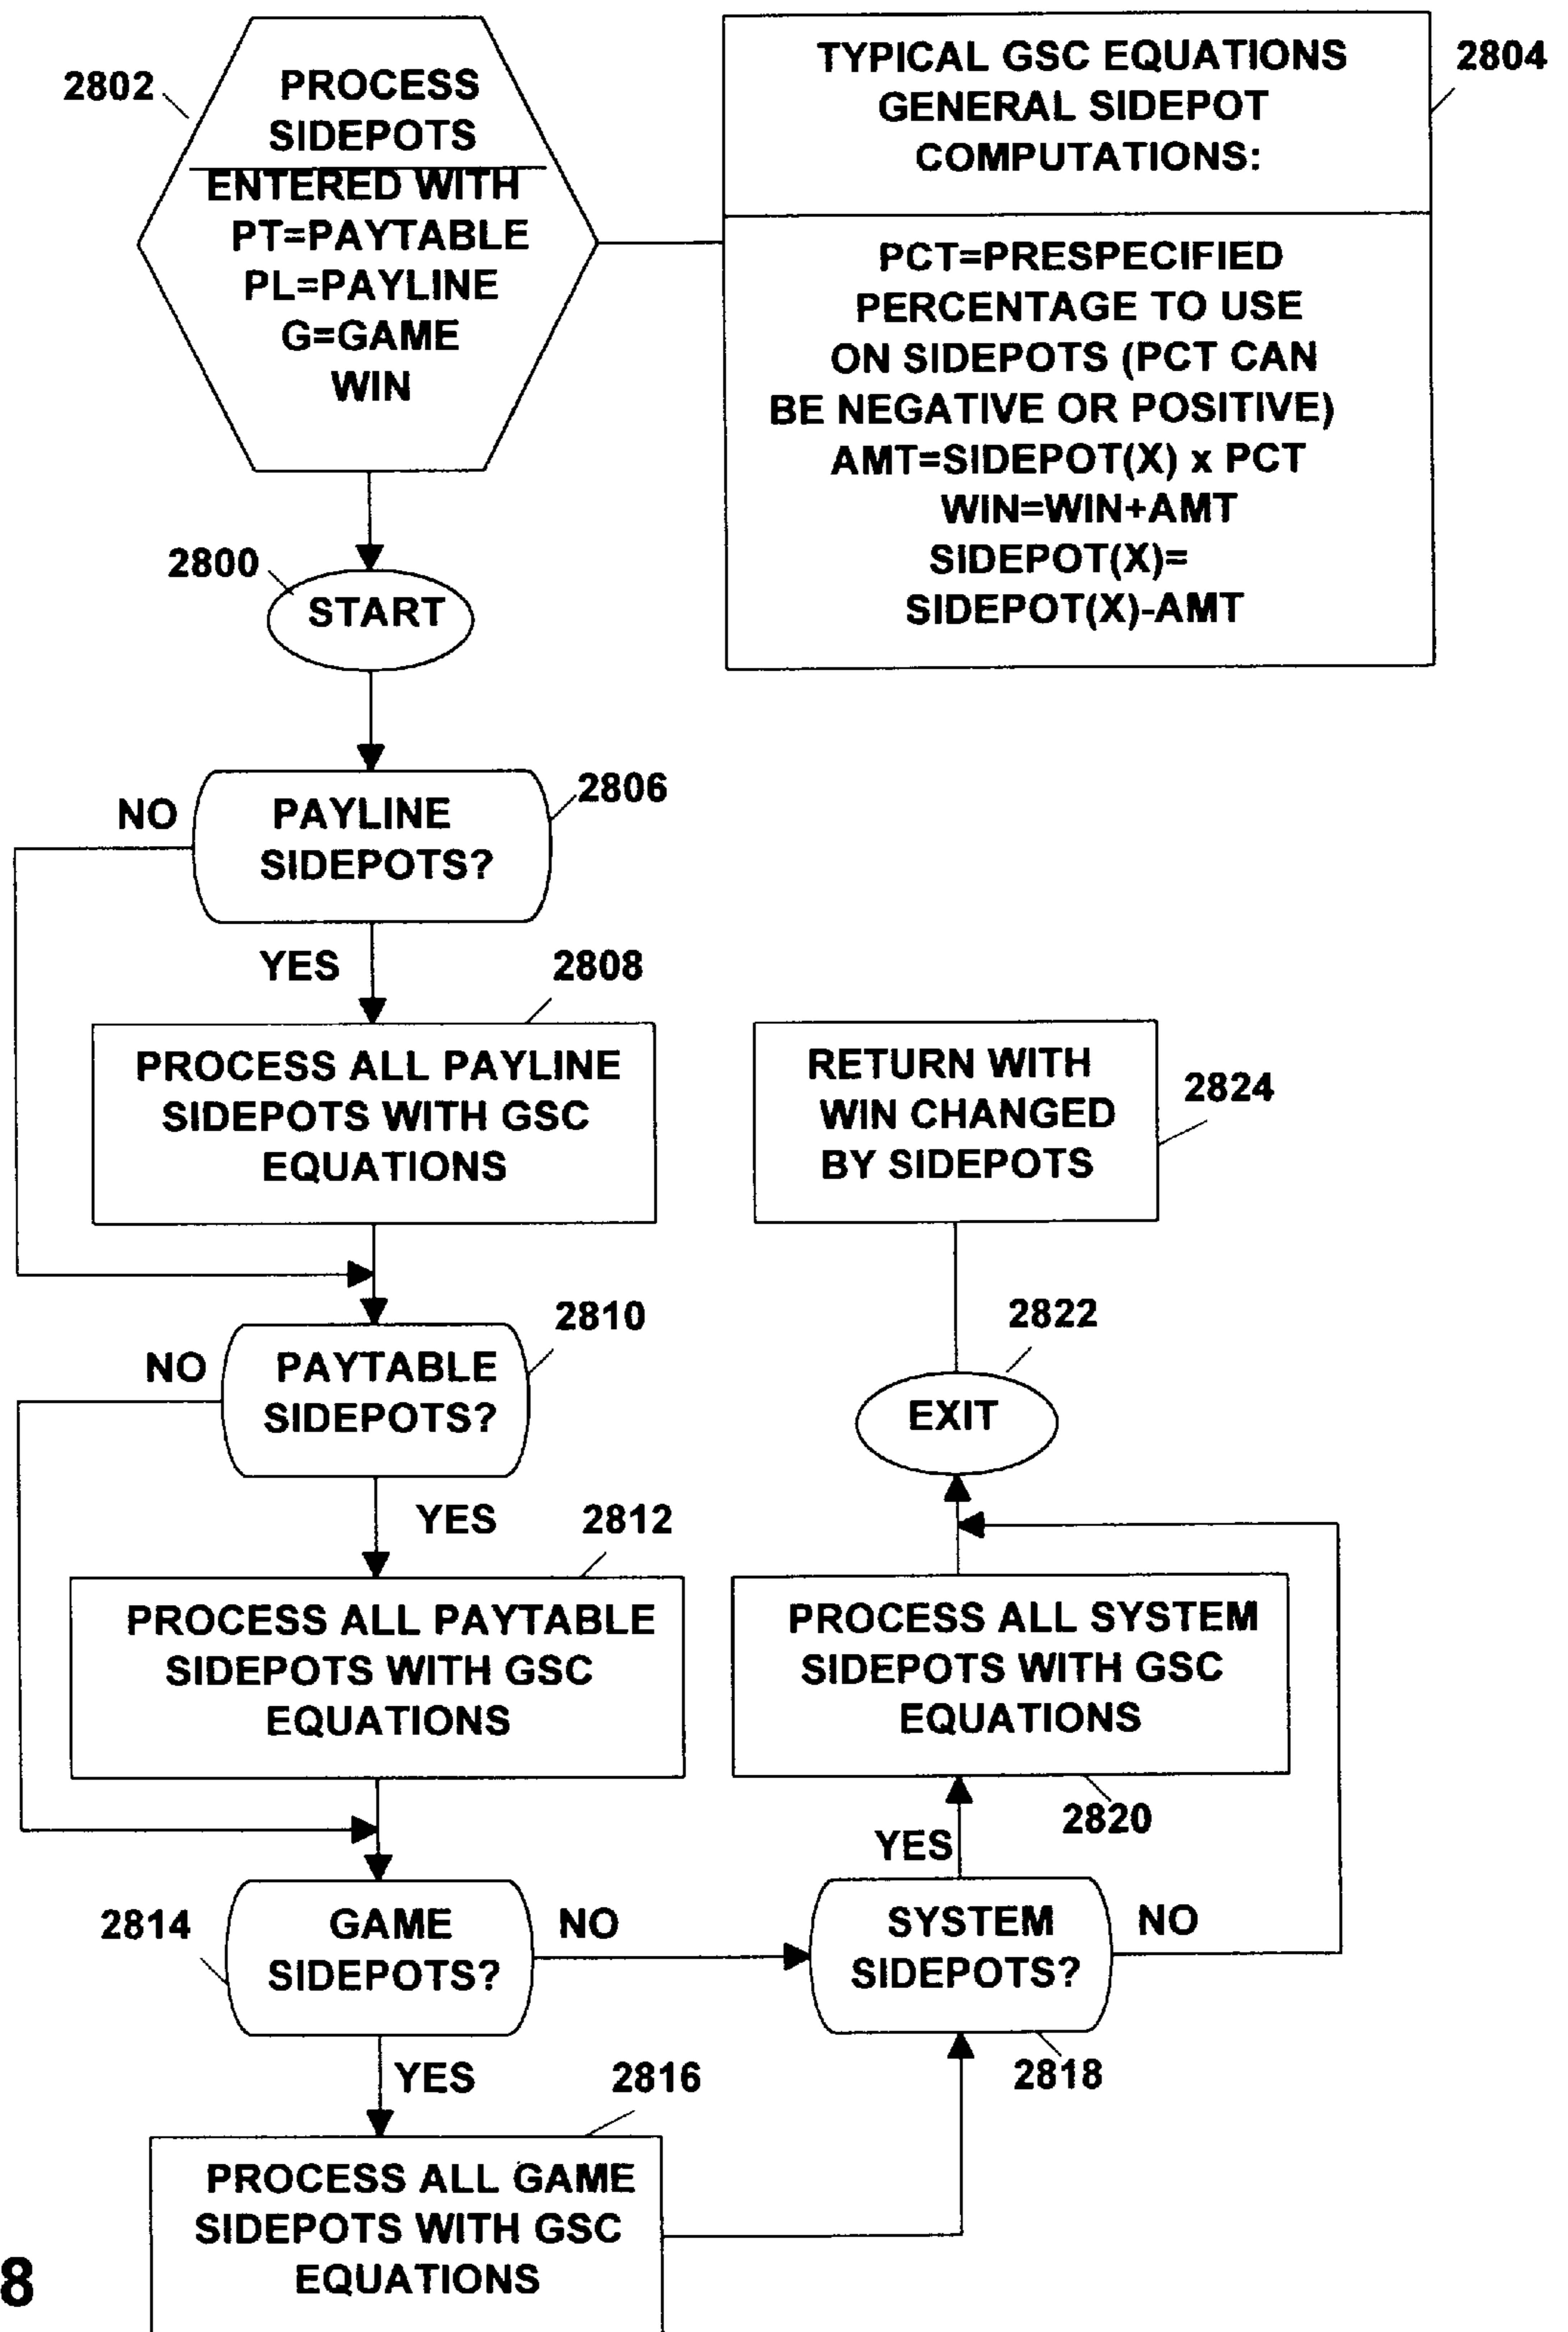 2802
PROCESS
SIDEPOTS
ENTERED WITH
PT=PAYTABLE
PL=PAYLINE
G=GAME
WIN
TYPICAL GSC EQUATIONS
GENERAL SIDEPOT
COMPUTATIONS:
2804
PCT=PRESPECIFIED
PERCENTAGE TO USE
ON SIDEPOTS (PCT CAN
BE NEGATIVE OR POSITIVE)
AMT=SIDEPOT(X) x PCT
WIN=WIN+AMT
SIDEPOT(X)=
SIDEPOT(X)-AMT
2800
START
NO
PAYLINE
SIDEPOTS?
2806
YES
2808
PROCESS ALL PAYLINE
SIDEPOTS WITH GSC
EQUATIONS
RETURN WITH
WIN CHANGED
BY SIDEPOTS
2824
NO
PAYTABLE
SIDEPOTS?
2810
2822
EXIT
YES
2812
PROCESS ALL PAYTABLE
SIDEPOTS WITH GSC
EQUATIONS
PROCESS ALL SYSTEM
SIDEPOTS WITH GSC
EQUATIONS
2820
YES
2814
GAME
SIDEPOTS?
NO
SYSTEM
SIDEPOTS?
NO
2818
YES
2816
PROCESS ALL GAME
SIDEPOTS WITH GSC
EQUATIONS
8